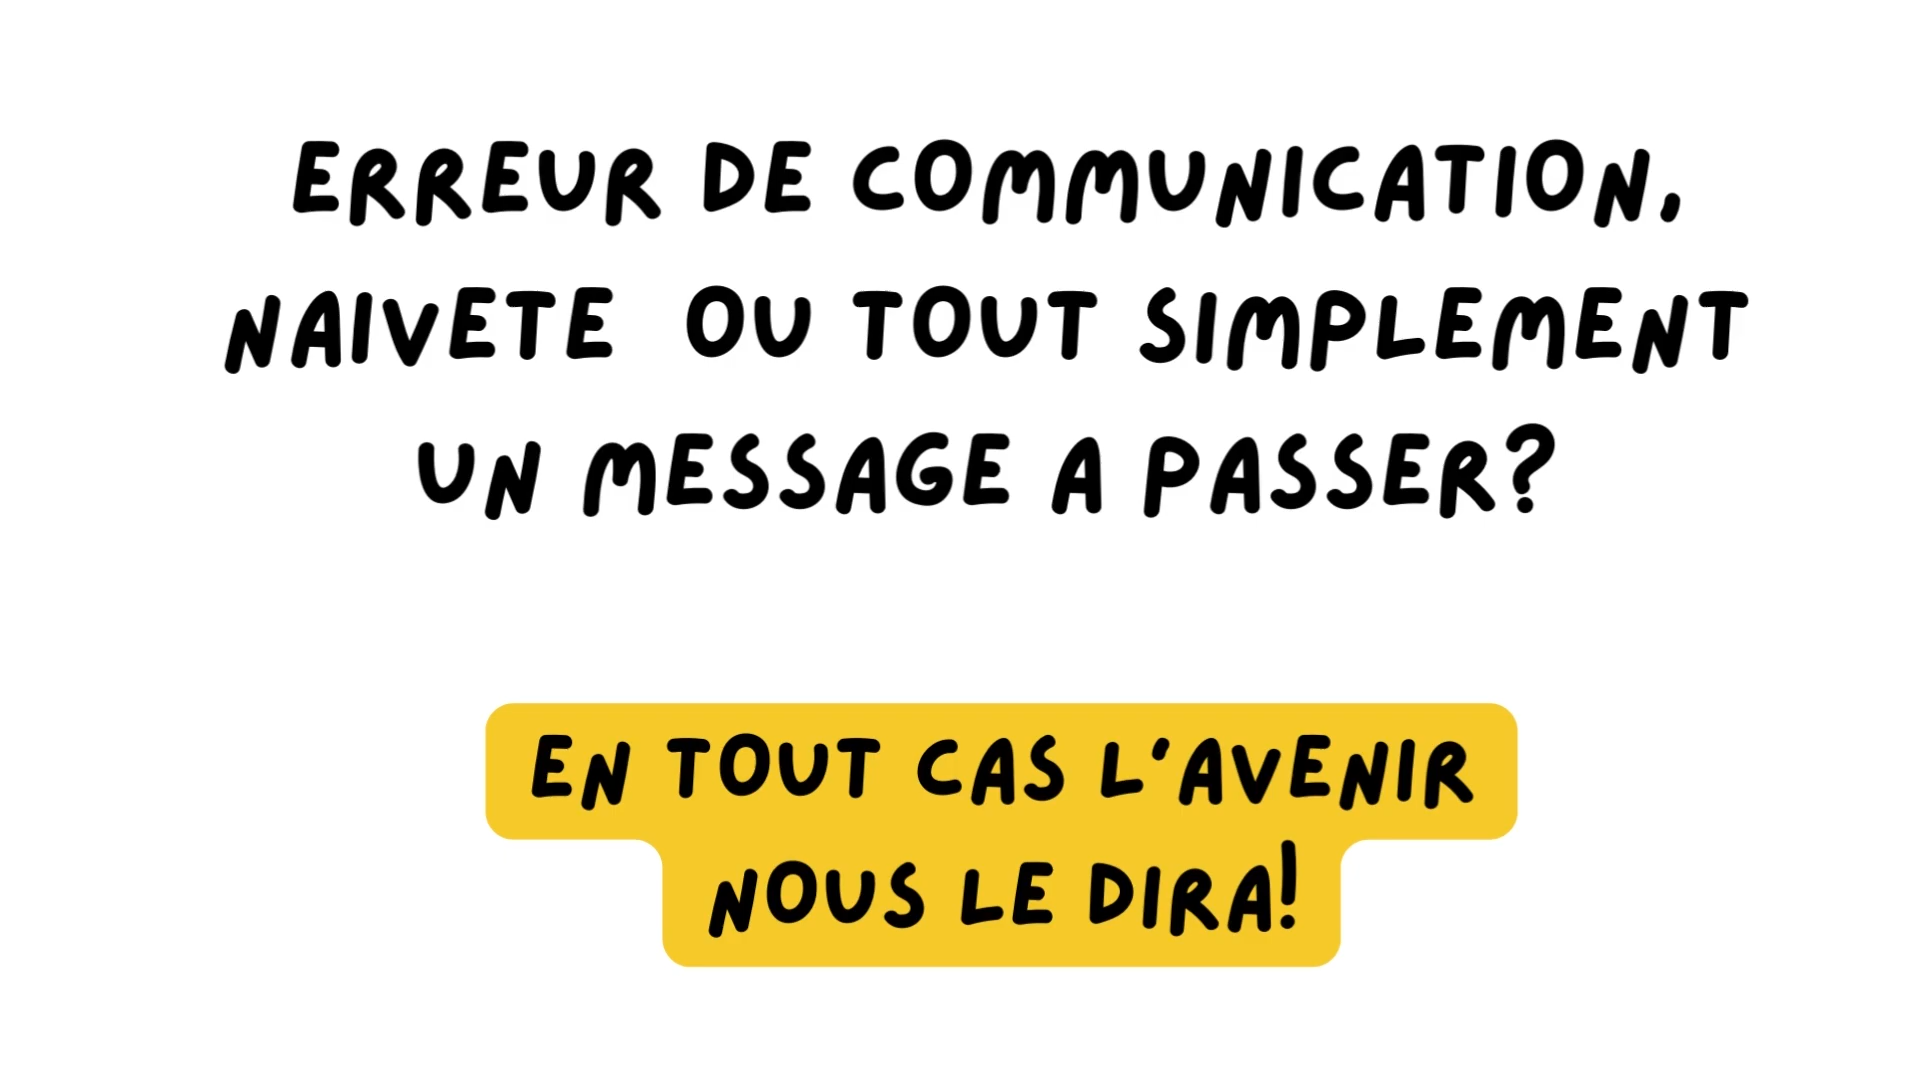 ERREUR DE COMMUNICATION,
NAIVETE OU TOUT SIMPLEMENT
UN MESSAGE A PASSER?
EN TOUT CAS L'AVENIR
NOUS LE DIRA!